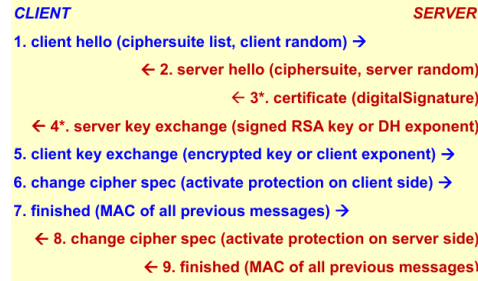 CLIENT SERVER
1. client hello (ciphersuite list, client random) →
← 2. server hello (ciphersuite, server random)
← 3*. certificate (digitalSignature)
← 4*. server key exchange (signed RSA key or DH exponent)
5. client key exchange (encrypted key or client exponent) →
6. change cipher spec (activate protection on client side) →
7. finished (MAC of all previous messages) →
← 8. change cipher spec (activate protection on server side)
← 9. finished (MAC of all previous messages)